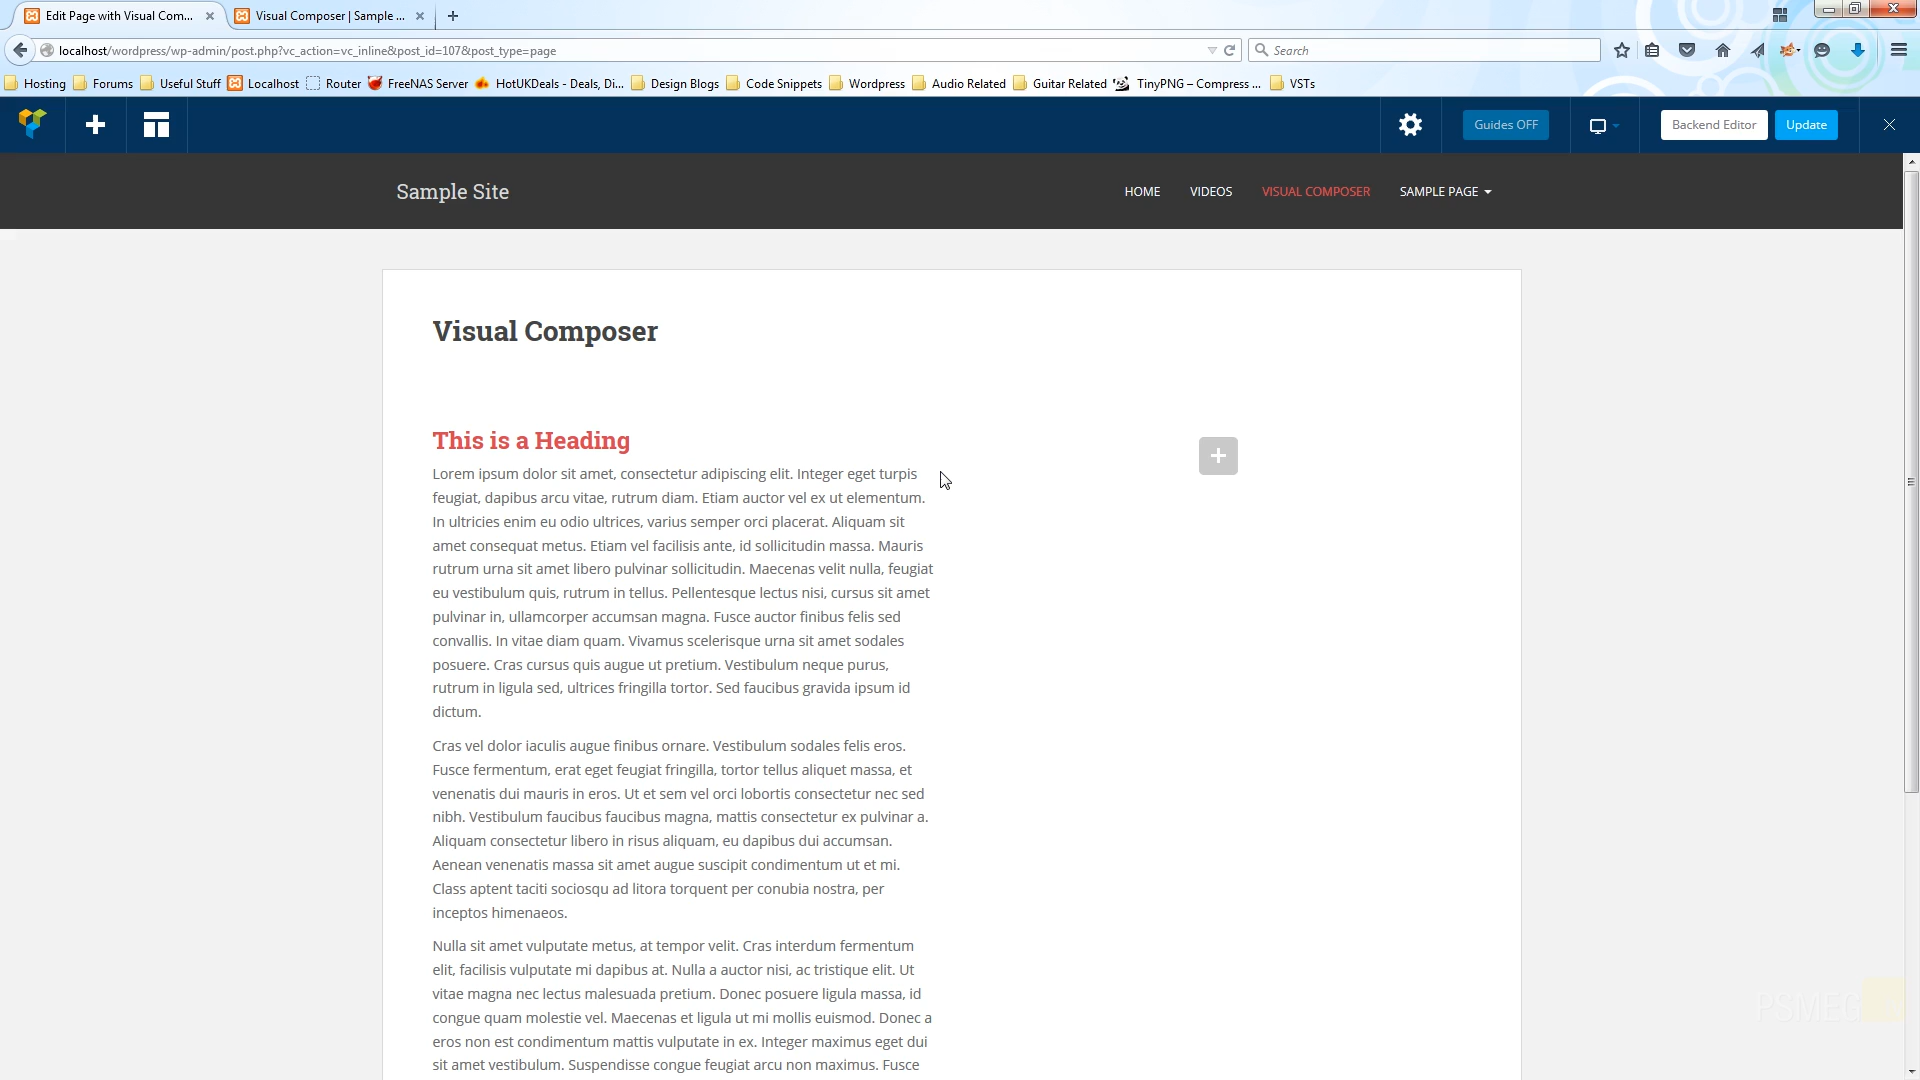 Edit Page with Visual Com...
Visual Composer | Sample ...
localhost/wordpress/wp-admin/post.php?vc_action=vc_inline&post_id=107&post_type=page
Search
Hosting
Forums
Useful Stuff
Localhost
Router
FreeNAS Server
HotUKDeals - Deals, Di...
Design Blogs
Code Snippets
Wordpress
Audio Related
Guitar Related
TinyPNG – Compress ...
VSTs
Guides OFF
Backend Editor
Update
Sample Site
HOME
VIDEOS
VISUAL COMPOSER
SAMPLE PAGE
Visual Composer
This is a Heading
Lorem ipsum dolor sit amet, consectetur adipiscing elit. Integer eget turpis
feugiat, dapibus arcu vitae, rutrum diam. Etiam auctor vel ex ut elementum.
In ultricies enim eu odio ultrices, varius semper orci placerat. Aliquam sit
amet consequat metus. Etiam vel facilisis ante, id sollicitudin massa. Mauris
rutrum urna sit amet libero pulvinar sollicitudin. Maecenas velit nulla, feugiat
eu vestibulum quis, rutrum in tellus. Pellentesque lectus nisi, cursus sit amet
pulvinar in, ullamcorper accumsan magna. Fusce auctor finibus felis sed
convallis. In vitae diam quam. Vivamus scelerisque urna sit amet sodales
posuere. Cras cursus quis augue ut pretium. Vestibulum neque purus,
rutrum in ligula sed, ultrices fringilla tortor. Sed faucibus gravida ipsum id
dictum.
Cras vel dolor iaculis augue finibus ornare. Vestibulum sodales felis eros.
Fusce fermentum, erat eget feugiat fringilla, tortor tellus aliquet massa, et
venenatis dui mauris in eros. Ut et sem vel orci lobortis consectetur nec sed
nibh. Vestibulum faucibus faucibus magna, mattis consectetur ex pulvinar a.
Aliquam consectetur libero in risus aliquam, eu dapibus dui accumsan.
Aenean venenatis massa sit amet augue suscipit condimentum ut et mi.
Class aptent taciti sociosqu ad litora torquent per conubia nostra, per
inceptos himenaeos.
Nulla sit amet vulputate metus, at tempor velit. Cras interdum fermentum
elit, facilisis vulputate mi dapibus at. Nulla a auctor nisi, ac tristique elit. Ut
vitae magna nec lectus malesuada pretium. Donec posuere ligula massa, id
congue quam molestie vel. Maecenas et ligula ut mi mollis euismod. Donec a
eros non est condimentum mattis vulputate in ex. Integer maximus eget dui
sit amet vestibulum. Suspendisse congue feugiat arcu non maximus. Fusce